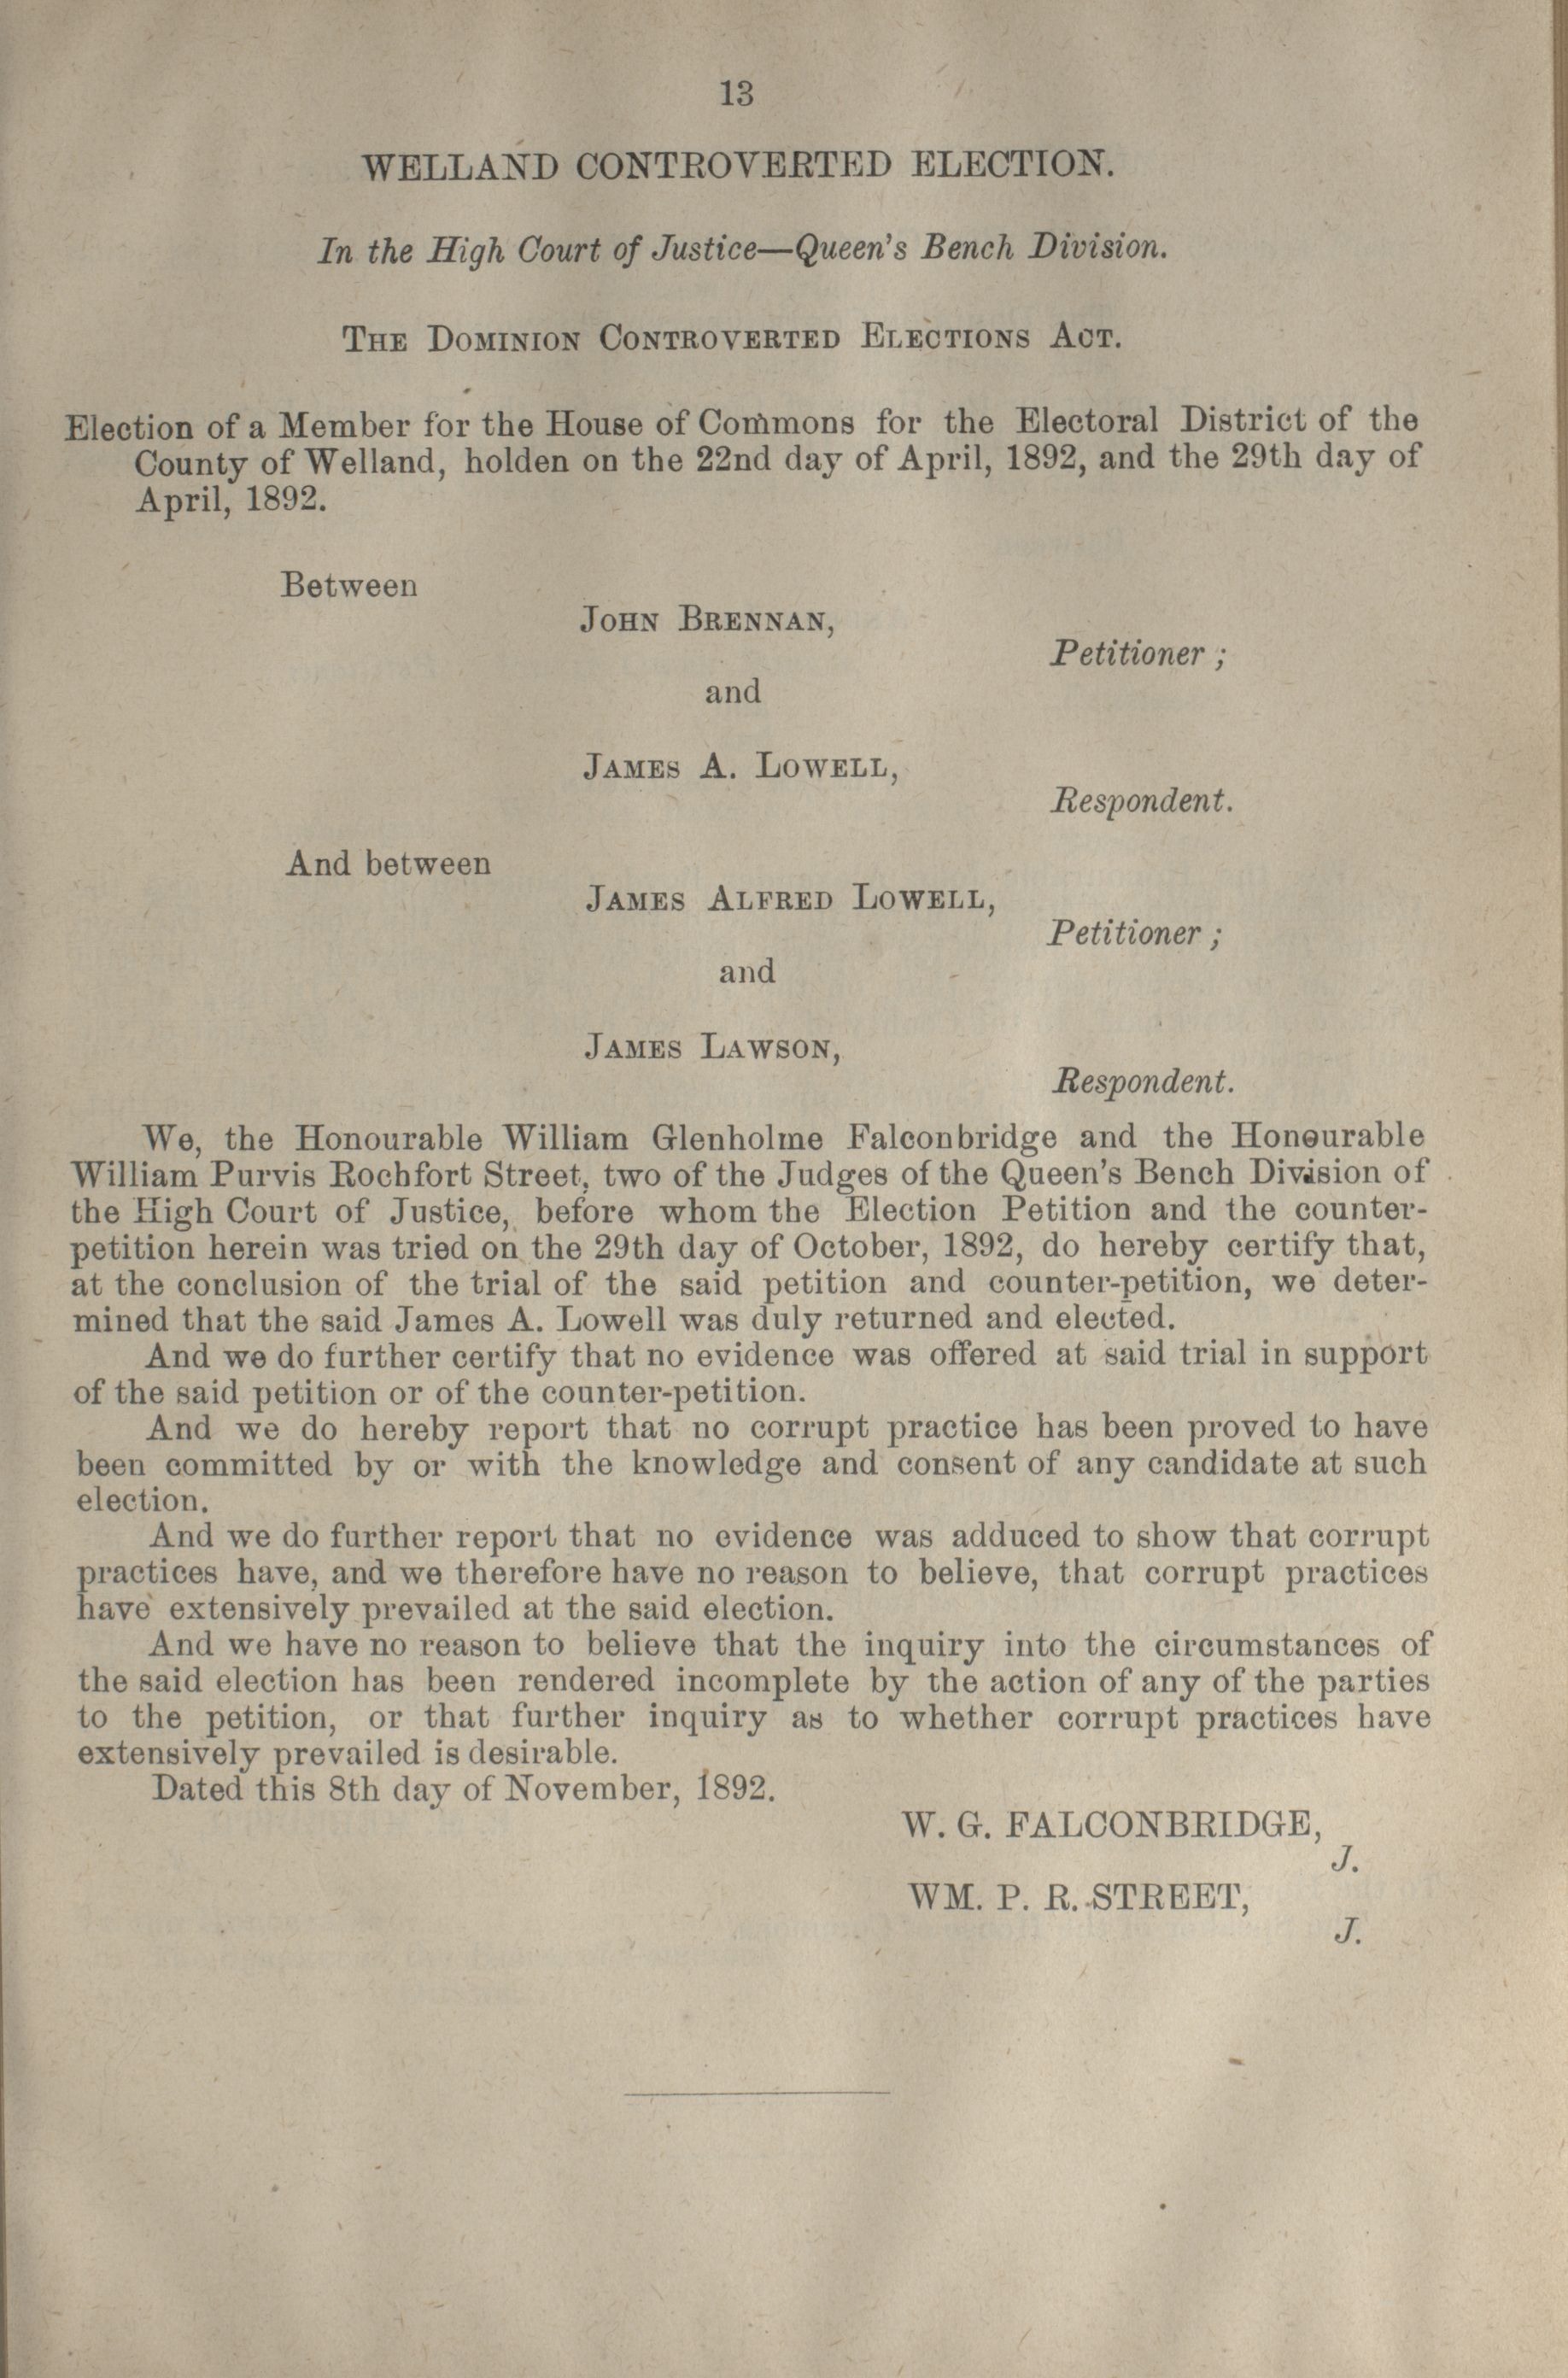 13
WELLAND CONTROVERTED ELECTION.
In the High Court of Justice—Queen's Bench Division.
THE DOMINION CONTROVERTED ELECTIONS ACT.
Election of a Member for the House of Commons for the Electoral District of the
County of Welland, holden on the 22nd day of April, 1892, and the 29th day of
April, 1892.
Between
JOHN BRENNAN,
Petitioner ;
and
JAMES A. LOWELL,
Respondent.
And between
JAMES ALFRED LOWELL,
Petitioner ;
and
JAMES LAWSON,
Respondent.
We, the Honourable William Glenholme Falconbridge and the Honourable
William Purvis Rochfort Street, two of the Judges of the Queen's Bench Division of
the High Court of Justice, before whom the Election Petition and the counter-
petition herein was tried on the 29th day of October, 1892, do hereby certify that,
at the conclusion of the trial of the said petition and counter-petition, we deter-
mined that the said James A. Lowell was duly returned and elected.
And we do further certify that no evidence was offered at said trial in support
of the said petition or of the counter-petition.
And we do hereby report that no corrupt practice has been proved to have
been committed by or with the knowledge and consent of any candidate at such
election.
And we do further report that no evidence was adduced to show that corrupt
practices have, and we therefore have no reason to believe, that corrupt practices
have extensively prevailed at the said election.
And we have no reason to believe that the inquiry into the circumstances of
the said election has been rendered incomplete by the action of any of the parties
to the petition, or that further inquiry as to whether corrupt practices have
extensively prevailed is desirable.
Dated this 8th day of November, 1892.
W. G. FALCONBRIDGE,
J.
WM. P. R. STREET,
J.